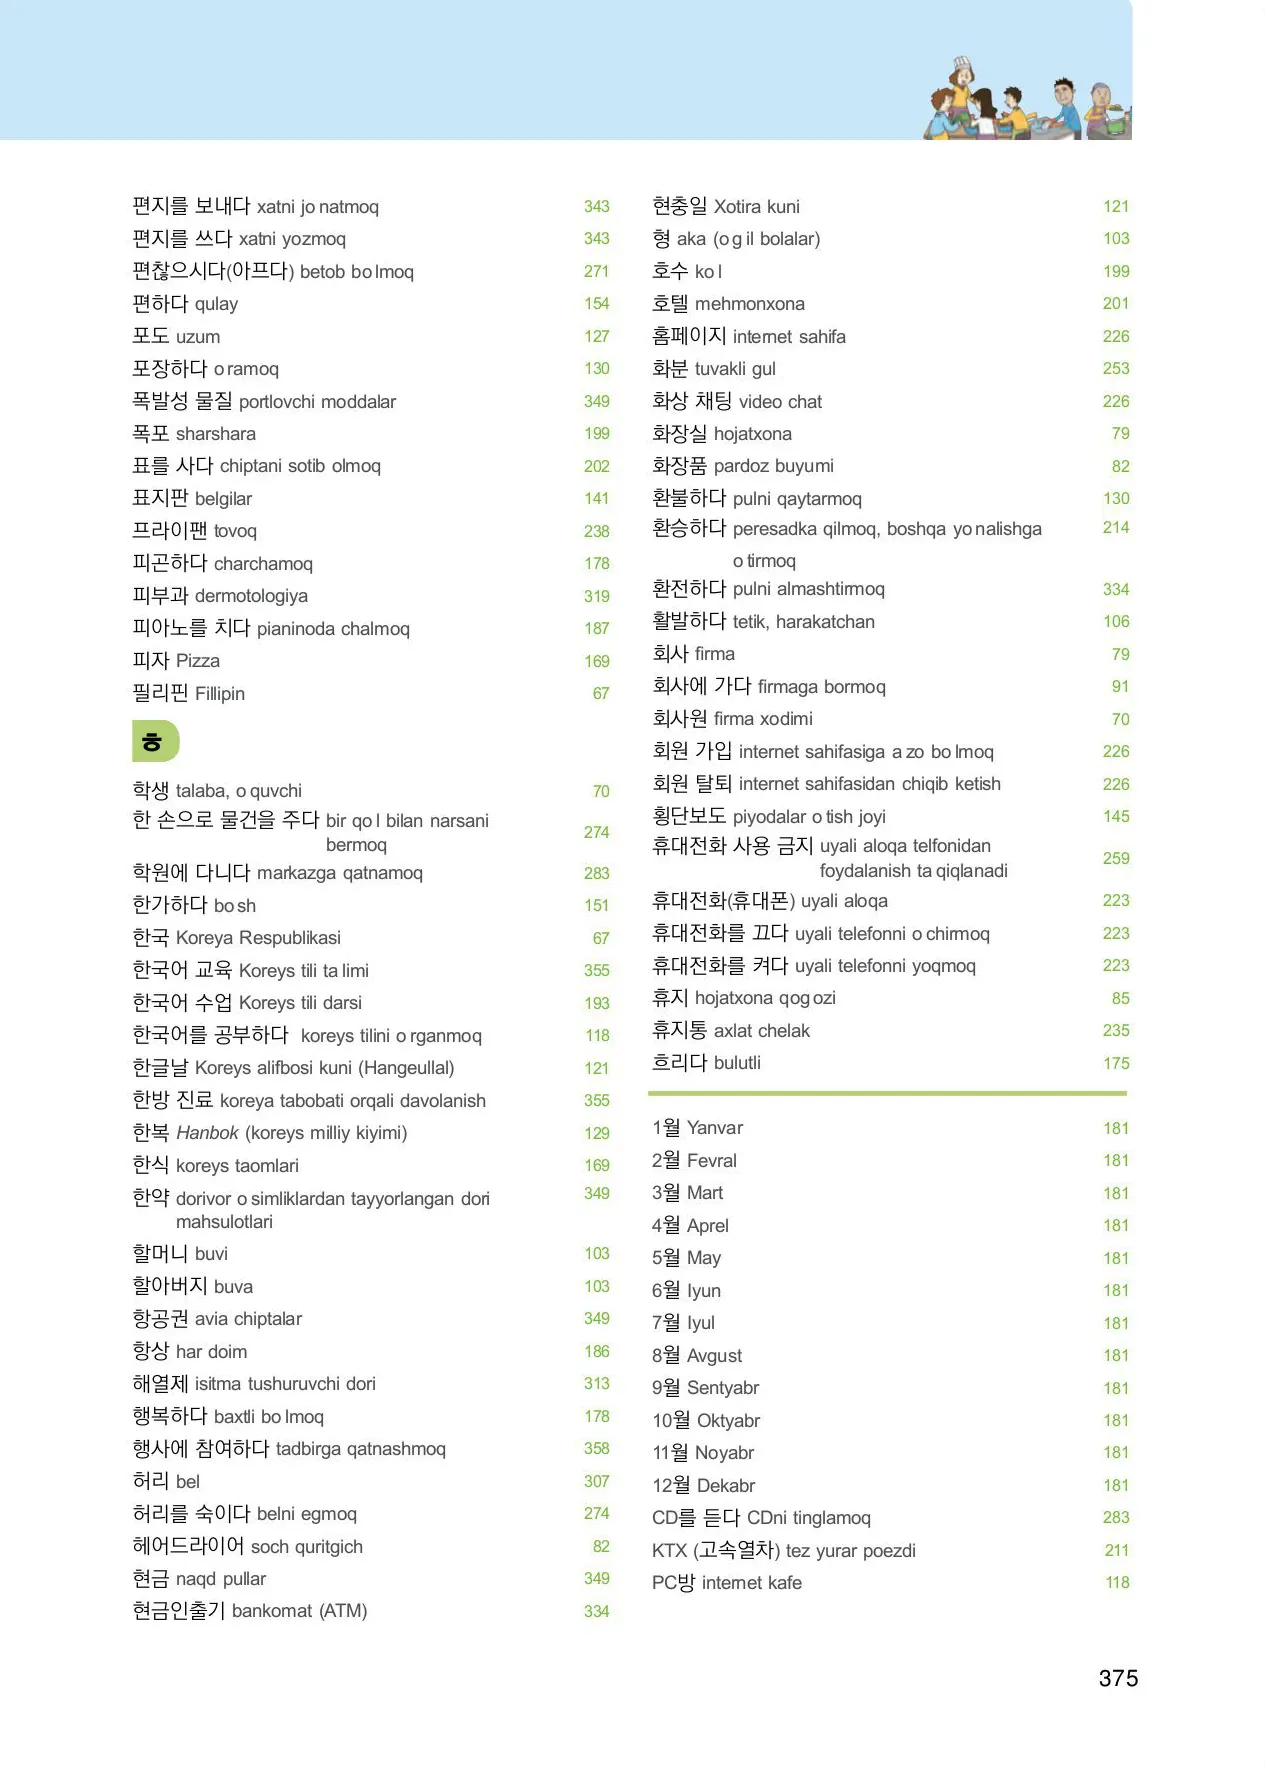 편지를 보내다 xatni jo natmoq 343
편지를 쓰다 xatni yozmoq 343
편찮으시다(아프다) betob bo lmoq 271
편하다 qulay 154
포도 uzum 127
포장하다 o ramoq 130
폭발성 물질 portlovchi moddalar 349
폭포 sharshara 199
표를 사다 chiptani sotib olmoq 202
표지판 belgilar 141
프라이팬 tovoq 238
피곤하다 charchamoq 178
피부과 dermotologiya 319
피아노를 치다 pianinoda chalmoq 187
피자 Pizza 169
필리핀 Fillipin 67
ㅎ
학생 talaba, o quvchi 70
한 손으로 물건을 주다 bir qo l bilan narsani
bermoq 274
학원에 다니다 markazga qatnamoq 283
한가하다 bo sh 151
한국 Koreya Respublikasi 67
한국어 교육 Koreys tili ta limi 355
한국어 수업 Koreys tili darsi 193
한국어를 공부하다 koreys tilini o rganmoq 118
한글날 Koreys alifbosi kuni (Hangeullal) 121
한방 진료 koreya tabobati orqali davolanish 355
한복 Hanbok (koreys milliy kiyimi) 129
한식 koreys taomlari 169
한약 dorivor o simliklardan tayyorlangan dori 349
mahsulotlari
할머니 buvi 103
할아버지 buva 103
항공권 avia chiptalar 349
항상 har doim 186
해열제 isitma tushuruvchi dori 313
행복하다 baxtli bo lmoq 178
행사에 참여하다 tadbirga qatnashmoq 358
허리 bel 307
허리를 숙이다 belni egmoq 274
헤어드라이어 soch quritgich 82
현금 naqd pullar 349
현금인출기 bankomat (ATM) 334
현충일 Xotira kuni 121
형 aka (o g il bolalar) 103
호수 ko l 199
호텔 mehmonxona 201
홈페이지 internet sahifa 226
화분 tuvakli gul 253
화상 채팅 video chat 226
화장실 hojatxona 79
화장품 pardoz buyumi 82
환불하다 pulni qaytarmoq 130
환승하다 peresadka qilmoq, boshqa yo nalishga 214
o tirmoq
환전하다 pulni almashtirmoq 334
활발하다 tetik, harakatchan 106
회사 firma 79
회사에 가다 firmaga bormoq 91
회사원 firma xodimi 70
회원 가입 internet sahifasiga a zo bo lmoq 226
회원 탈퇴 internet sahifasidan chiqib ketish 226
횡단보도 piyodalar o tish joyi 145
휴대전화 사용 금지 uyali aloqa telfonidan
foydalanish ta qiqlanadi 259
휴대전화(휴대폰) uyali aloqa 223
휴대전화를 끄다 uyali telefonni o chirmoq 223
휴대전화를 켜다 uyali telefonni yoqmoq 223
휴지 hojatxona qog ozi 85
휴지통 axlat chelak 235
흐리다 bulutli 175
1월 Yanvar 181
2월 Fevral 181
3월 Mart 181
4월 Aprel 181
5월 May 181
6월 Iyun 181
7월 Iyul 181
8월 Avgust 181
9월 Sentyabr 181
10월 Oktyabr 181
11월 Noyabr 181
12월 Dekabr 181
CD를 듣다 CDni tinglamoq 283
KTX (고속열차) tez yurar poezdi 211
PC방 internet kafe 118
375